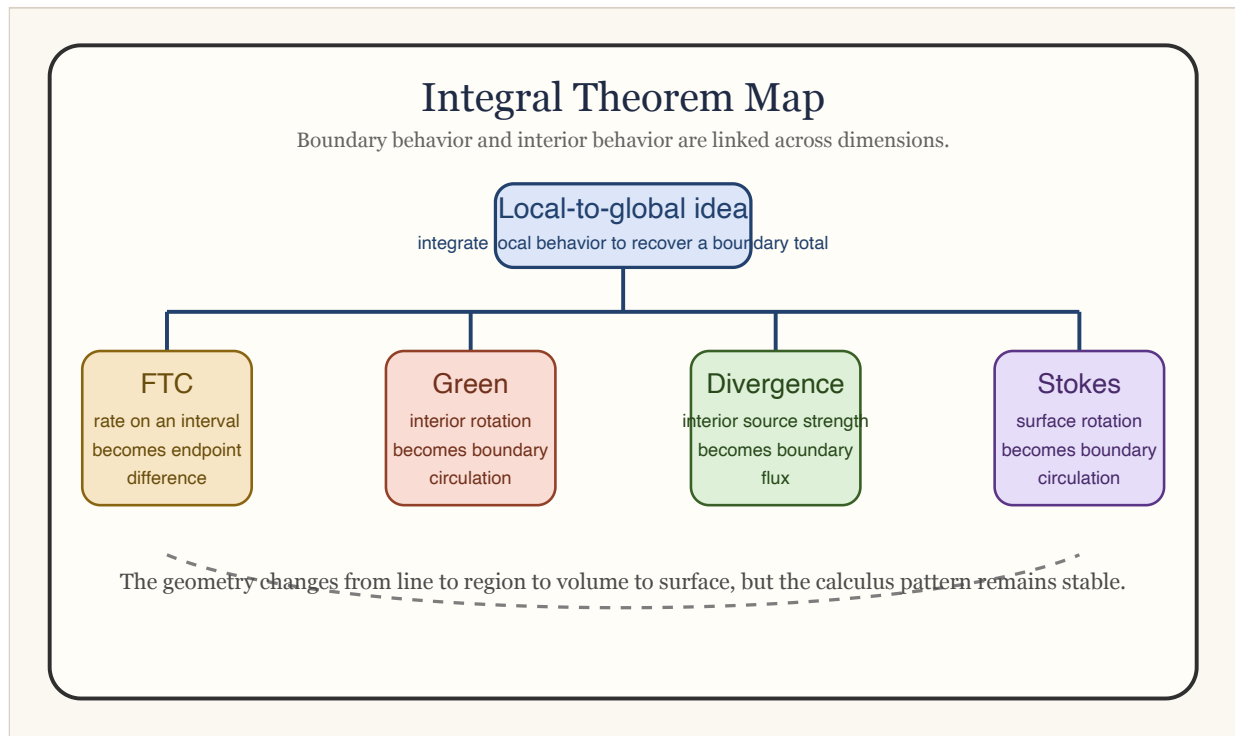 Integral Theorem Map
Boundary behavior and interior behavior are linked across dimensions.
Local-to-global idea
integrate local behavior to recover a boundary total
FTC
rate on an interval
becomes endpoint
difference
Green
interior rotation
becomes boundary
circulation
Divergence
interior source strength
becomes boundary
flux
Stokes
surface rotation
becomes boundary
circulation
The geometry changes from line to region to volume to surface, but the calculus pattern remains stable.